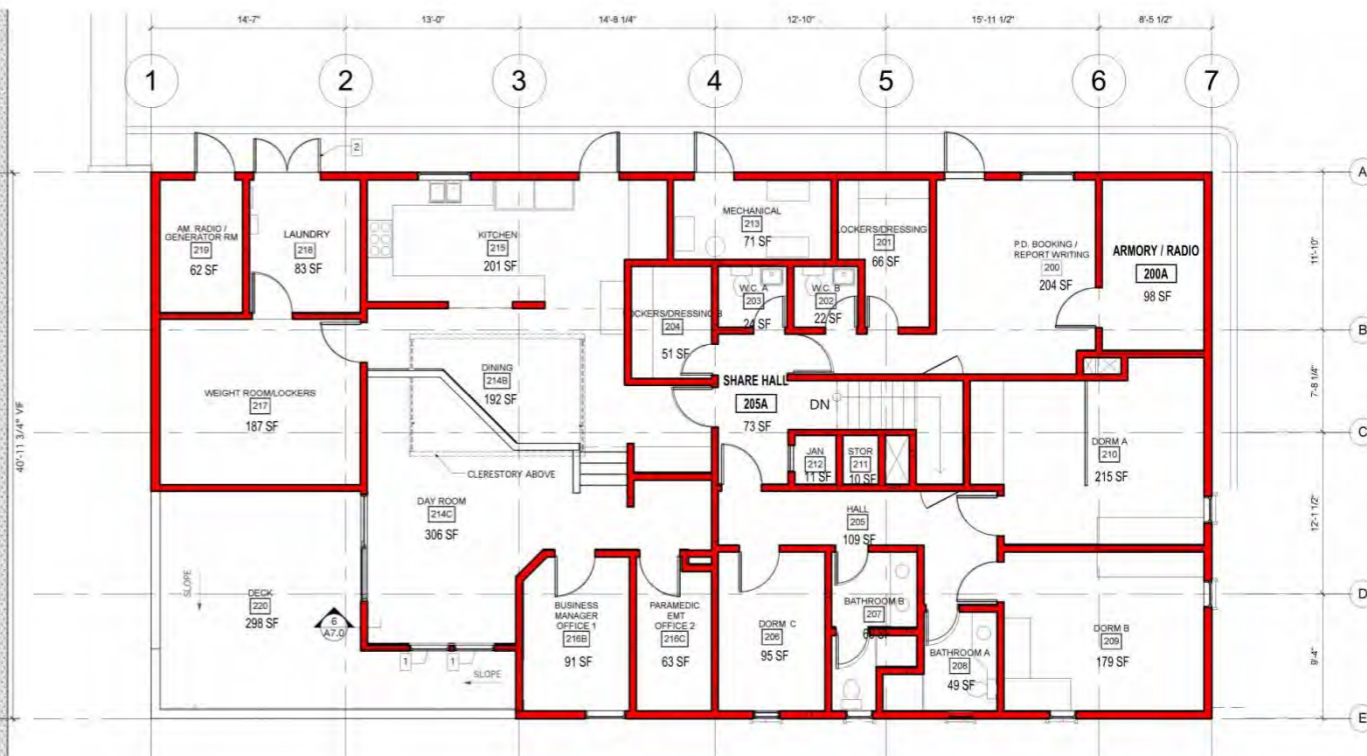 14'-7"
13'-0"
14'-8 1/4"
12'-10"
15'-11 1/2"
8'-5 1/2"
1
2
3
4
5
6
7
2
A
AM. RADIO /
GENERATOR RM
219
62 SF
LAUNDRY
218
83 SF
KITCHEN
215
201 SF
MECHANICAL
213
71 SF
LOCKERS/DRESSING
201
66 SF
P.D. BOOKING /
REPORT WRITING
200
204 SF
ARMORY / RADIO
200A
98 SF
11'-10"
W.C. A
203
24 SF
W.C. B
202
22 SF
LOCKERS/DRESSING B
204
51 SF
B
WEIGHT ROOM/LOCKERS
217
187 SF
DINING
214B
192 SF
SHARE HALL
205A
73 SF
DN
7'-8 1/4"
C
40'-11 3/4" VIF
CLERESTORY ABOVE
JAN
212
11 SF
STOR
211
10 SF
DORM A
210
215 SF
DAY ROOM
214C
306 SF
HALL
205
109 SF
12'-1 1/2"
SLOPE
DECK
220
298 SF
6
A7.0
D
BUSINESS
MANAGER
OFFICE 1
216B
91 SF
PARAMEDIC
EMT
OFFICE 2
216C
63 SF
DORM C
206
95 SF
BATHROOM B
207
SF
BATHROOM A
208
49 SF
DORM B
209
179 SF
9'-4"
1
1
SLOPE
E